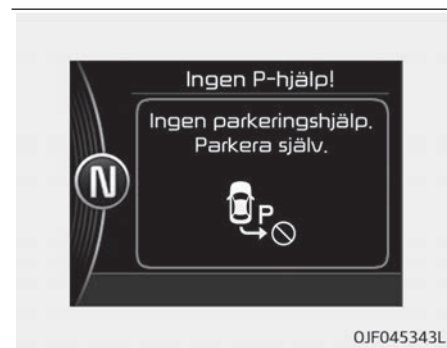 Ingen P-hjälp!
Ingen parkeringshjälp.
Parkera själv.
N
P
OJF045343L